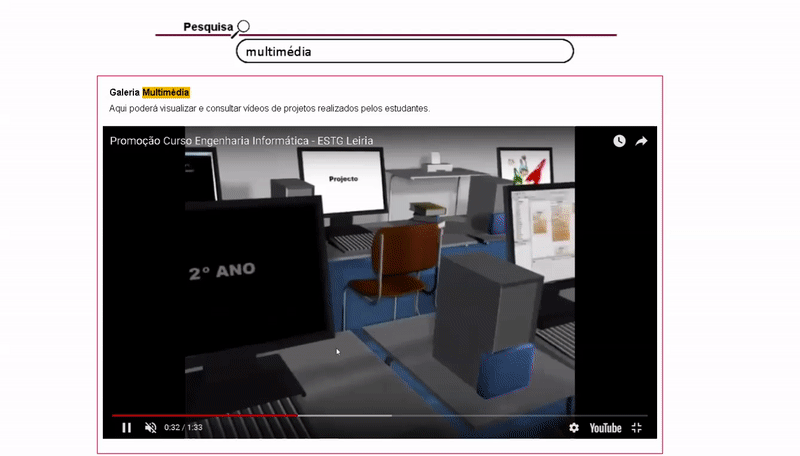 Pesquisa
multimédia
Galeria Multimédia
Aqui poderá visualizar e consultar vídeos de projetos realizados pelos estudantes.
Promoção Curso Engenharia Informática - ESTG Leiria
Projecto
2º ANO
0:32 / 1:33
YouTube